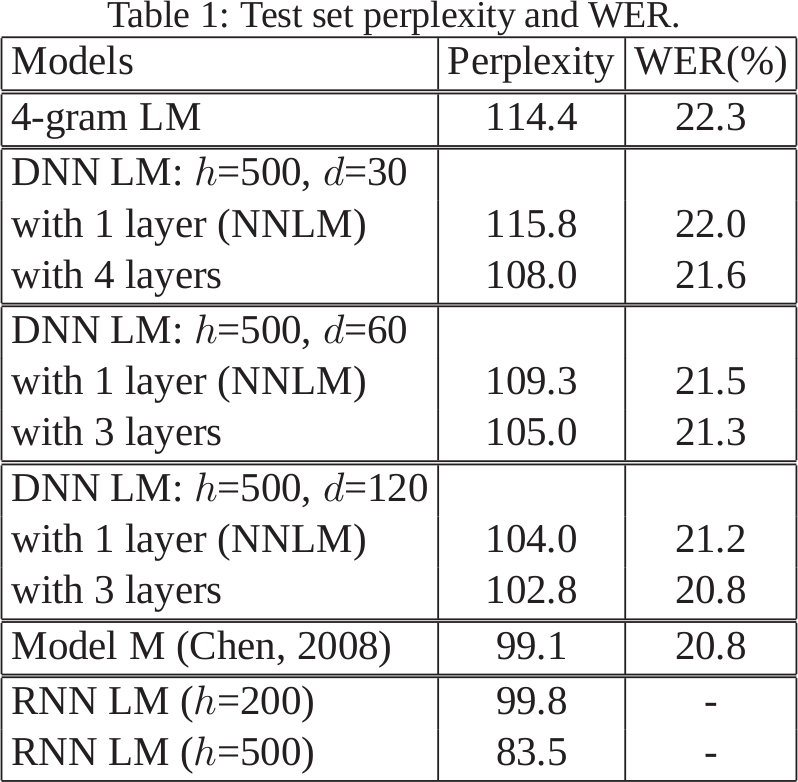 Table 1: Test set perplexity and WER.
Models Perplexity WER(%)
4-gram LM 114.4 22.3
DNN LM: h=500, d=30
with 1 layer (NNLM) 115.8 22.0
with 4 layers 108.0 21.6
DNN LM: h=500, d=60
with 1 layer (NNLM) 109.3 21.5
with 3 layers 105.0 21.3
DNN LM: h=500, d=120
with 1 layer (NNLM) 104.0 21.2
with 3 layers 102.8 20.8
Model M (Chen, 2008) 99.1 20.8
RNN LM (h=200) 99.8 -
RNN LM (h=500) 83.5 -